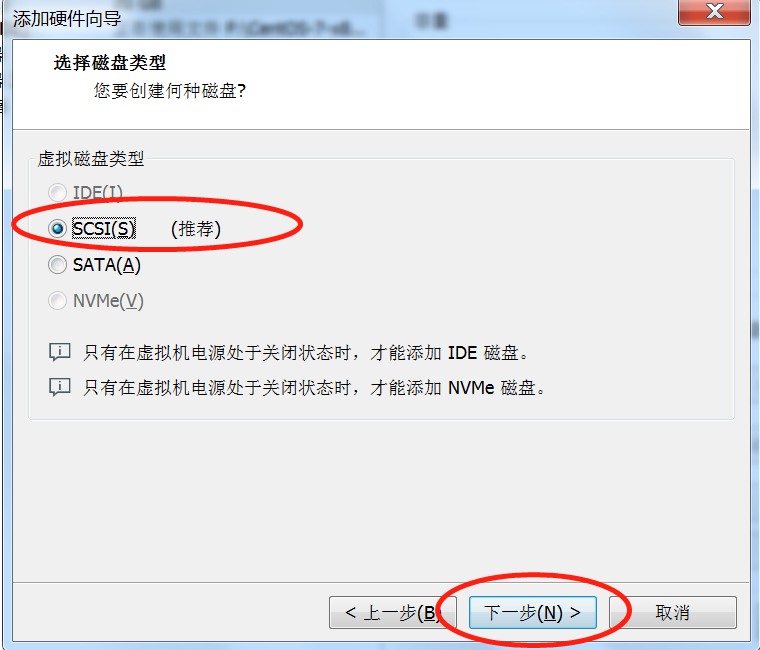 添加硬件向导
选择磁盘类型
您要创建何种磁盘?
虚拟磁盘类型
IDE(I)
SCSI(S) (推荐)
SATA(A)
NVMe(V)
只有在虚拟机电源处于关闭状态时，才能添加 IDE 磁盘。
只有在虚拟机电源处于关闭状态时，才能添加 NVMe 磁盘。
< 上一步(B) 下一步(N) > 取消